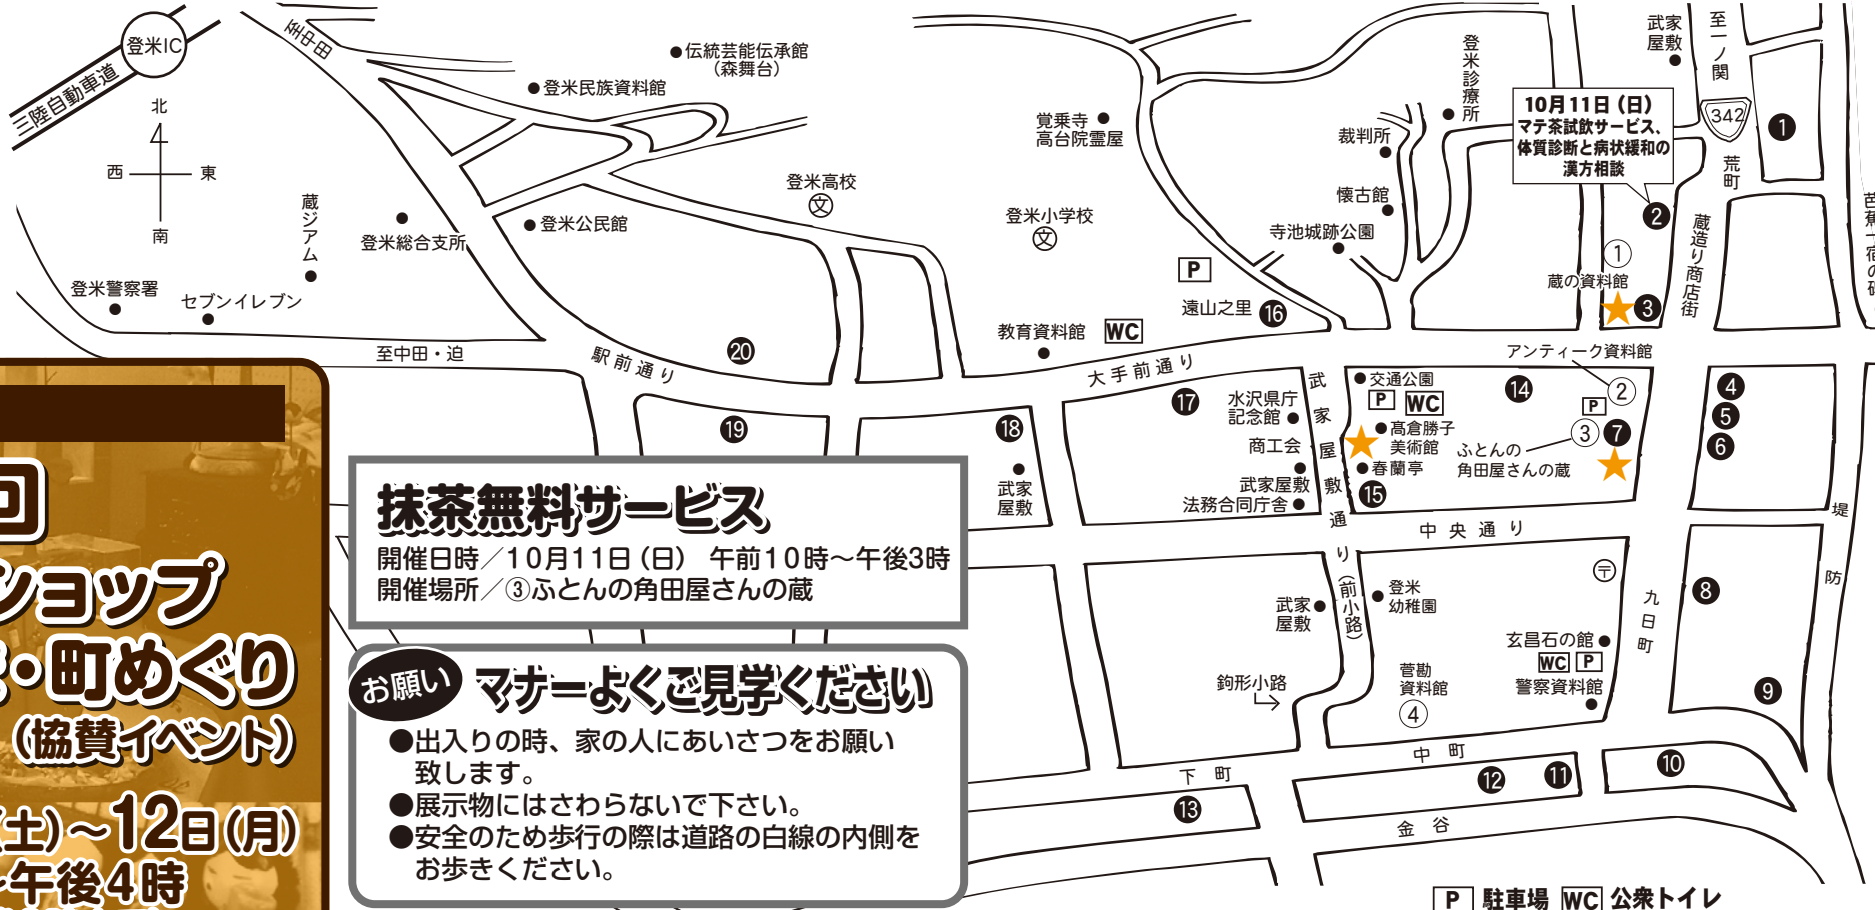 登米IC
三陸自動車道
北
西
東
南
至中田
伝統芸能伝承館
(森舞台)
登米民族資料館
蔵ジアム
登米総合支所
登米公民館
登米警察署
セブンイレブン
至中田・迫
駅前通り
登米高校
文
覚乗寺
高台院霊屋
登米小学校
文
P
遠山之里
16
教育資料館
WC
大手前通り
登米診療所
裁判所
懐古館
寺池城跡公園
10月11日(日)
マテ茶試飲サービス、
体質診断と病状緩和の
漢方相談
武家
屋敷
至一ノ関
342
荒町
1
2
①
蔵の資料館
3
蔵造り商店街
アンティーク資料館
②
P
③
7
ふとんの
角田屋さんの蔵
14
交通公園
P
WC
髙倉勝子
美術館
春蘭亭
15
武家屋敷通り(前小路)
水沢県庁
記念館
商工会
武家屋敷
法務合同庁舎
17
18
武家
屋敷
19
20
4
5
6
堤防
中央通り
〒
九日町
8
9
登米
幼稚園
武家
屋敷
玄昌石の館
WC
P
警察資料館
菅勘
資料館
④
鉤形小路
下町
中町
金谷
10
11
12
13
抹茶無料サービス
開催日時／10月11日(日) 午前10時〜午後3時
開催場所／③ふとんの角田屋さんの蔵
お願い
マナーよくご見学ください
●出入りの時、家の人にあいさつをお願い
致します。
●展示物にはさわらないで下さい。
●安全のため歩行の際は道路の白線の内側を
お歩きください。
回
ショップ
・町めぐり
(協賛イベント)
(土)〜12日(月)
〜午後4時
P 駐車場 WC 公衆トイレ